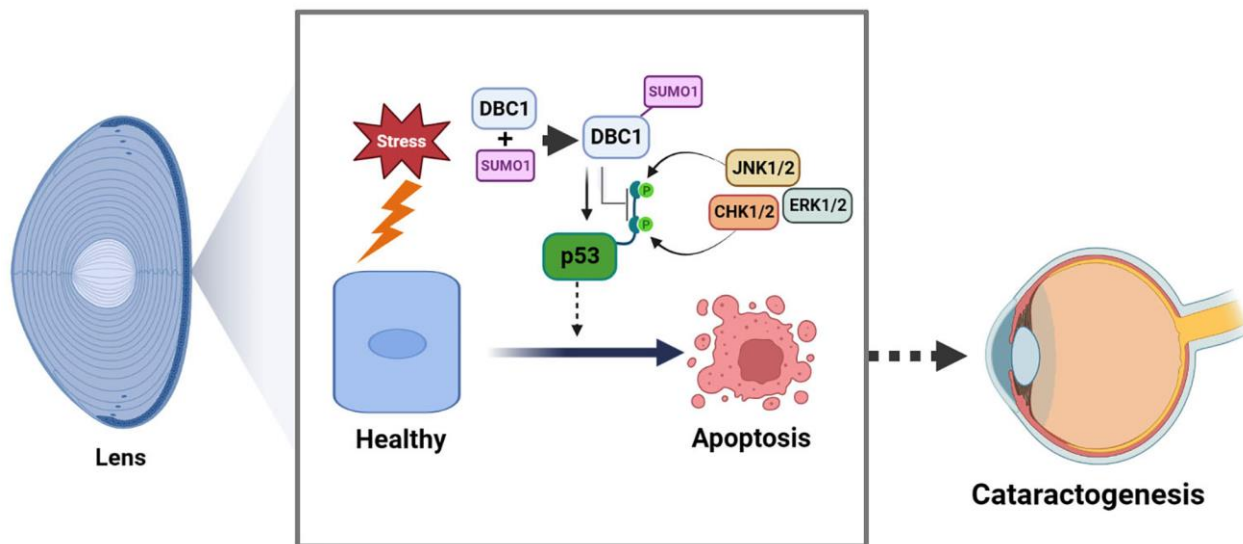 Lens
Stress
DBC1
+
SUMO1
DBC1
SUMO1
P
P
JNK1/2
CHK1/2
ERK1/2
p53
Healthy
Apoptosis
Cataractogenesis